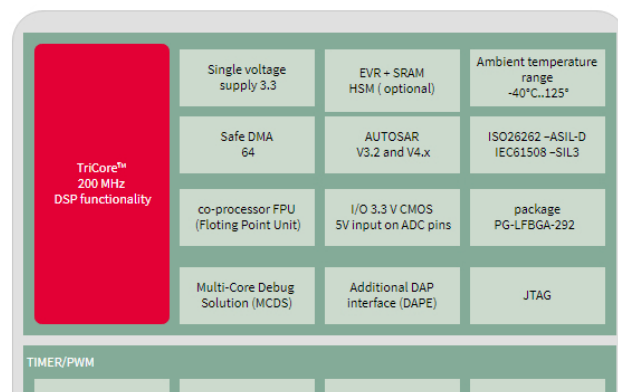 TriCore™
200 MHz
DSP functionality
Single voltage
supply 3.3
EVR + SRAM
HSM ( optional)
Ambient temperature
range
-40°C..125°
Safe DMA
64
AUTOSAR
V3.2 and V4.x
ISO26262 –ASIL-D
IEC61508 –SIL3
co-processor FPU
(Floting Point Unit)
I/O 3.3 V CMOS
5V input on ADC pins
package
PG-LFBGA-292
Multi-Core Debug
Solution (MCDS)
Additional DAP
interface (DAPE)
JTAG
TIMER/PWM